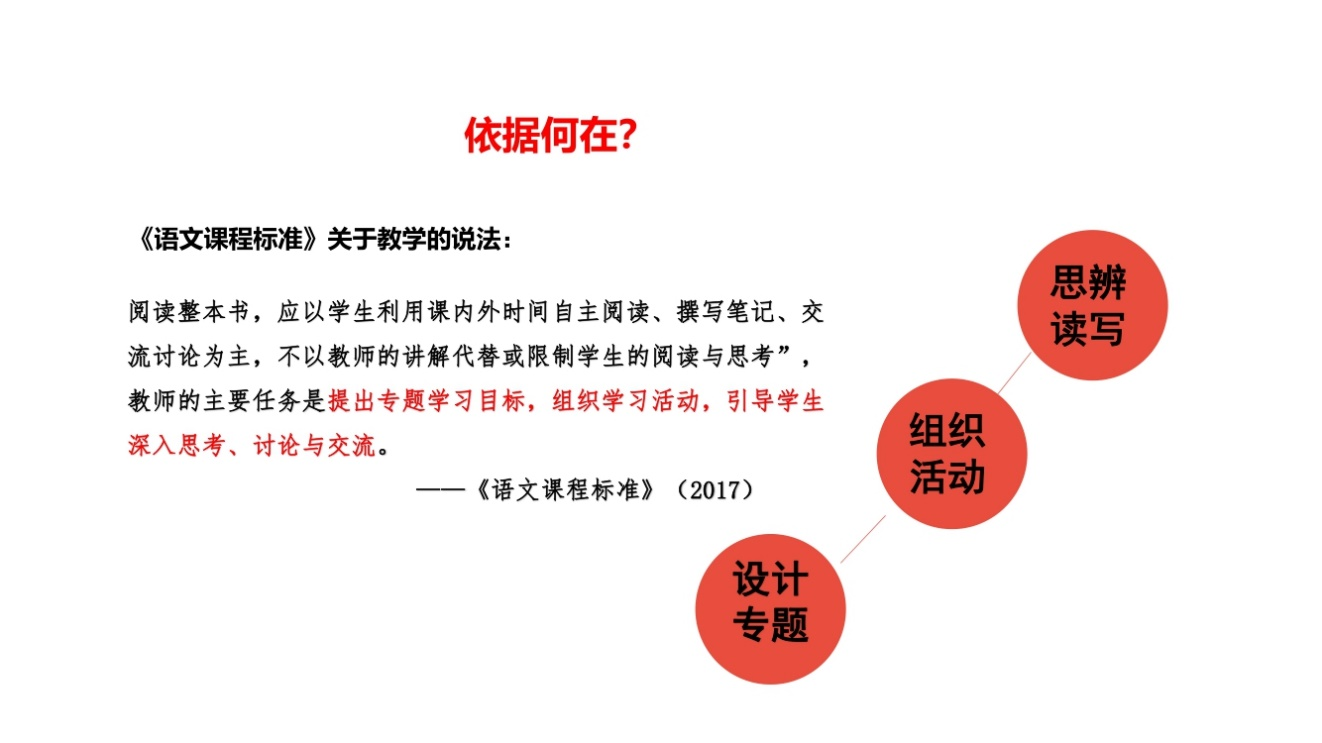 依据何在?
《语文课程标准》关于教学的说法：
阅读整本书，应以学生利用课内外时间自主阅读、撰写笔记、交
流讨论为主，不以教师的讲解代替或限制学生的阅读与思考”，
教师的主要任务是提出专题学习目标，组织学习活动，引导学生
深入思考、讨论与交流。
——《语文课程标准》（2017）
思辨
读写
组织
活动
设计
专题